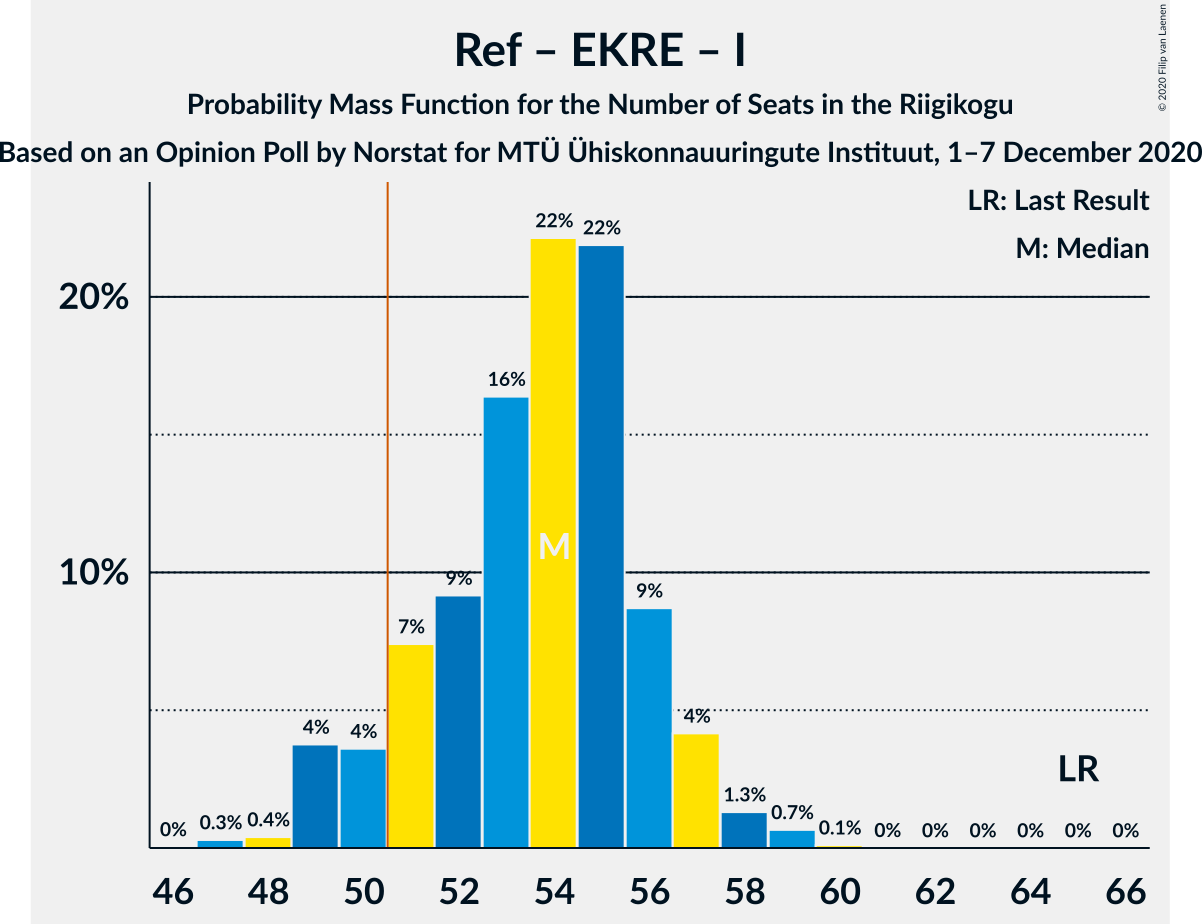 Ref – EKRE – I
© 2020 Filip van Laenen
Probability Mass Function for the Number of Seats in the Riigikogu
Based on an Opinion Poll by Norstat for MTÜ Ühiskonnauuringute Instituut, 1–7 December 2020
LR: Last Result
M: Median
22%
22%
20%
16%
M
10%
9%
9%
7%
4%
4%
4%
LR
1.3%
0.7%
0.4%
0.3%
0.1%
0% 0% 0% 0% 0% 0% 0%
46 48 50 52 54 56 58 60 62 64 66